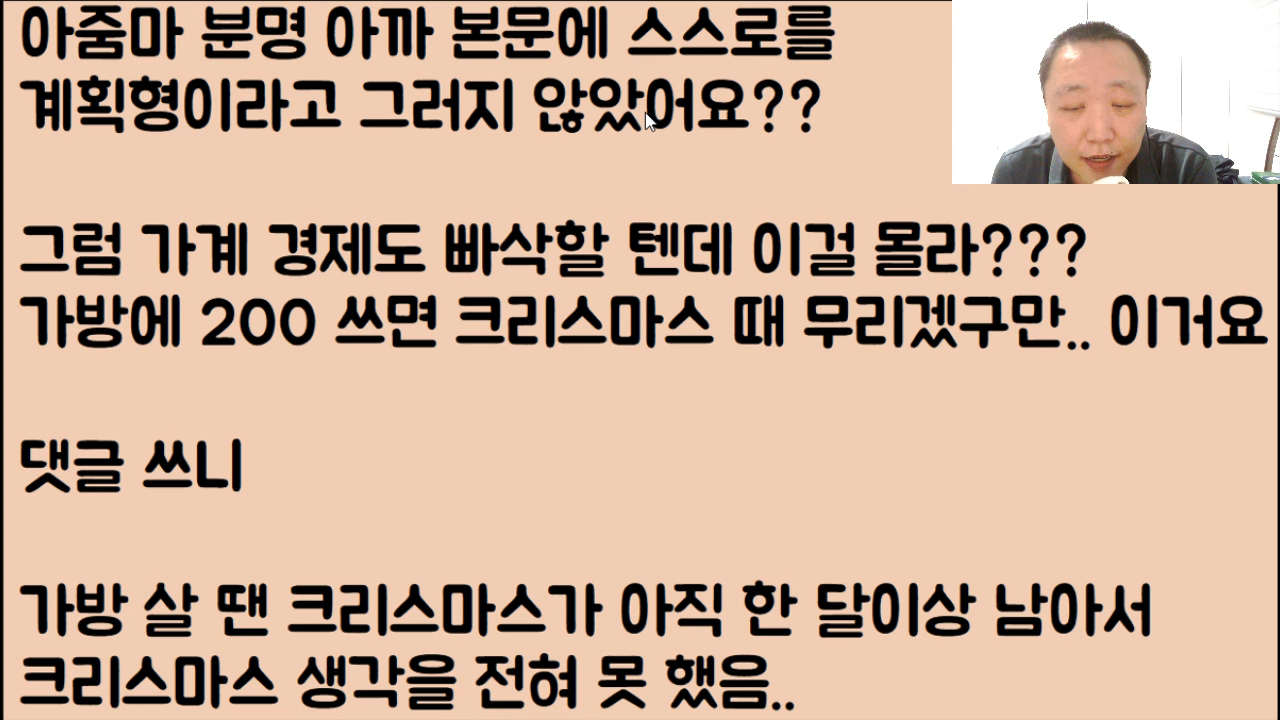 아줌마 분명 아까 본문에 스스로를
계획형이라고 그러지 않았어요??
그럼 가계 경제도 빠삭할 텐데 이걸 몰라???
가방에 200 쓰면 크리스마스 때 무리겠구만.. 이거요
댓글 쓰니
가방 살 땐 크리스마스가 아직 한 달이상 남아서
크리스마스 생각을 전혀 못 했음..